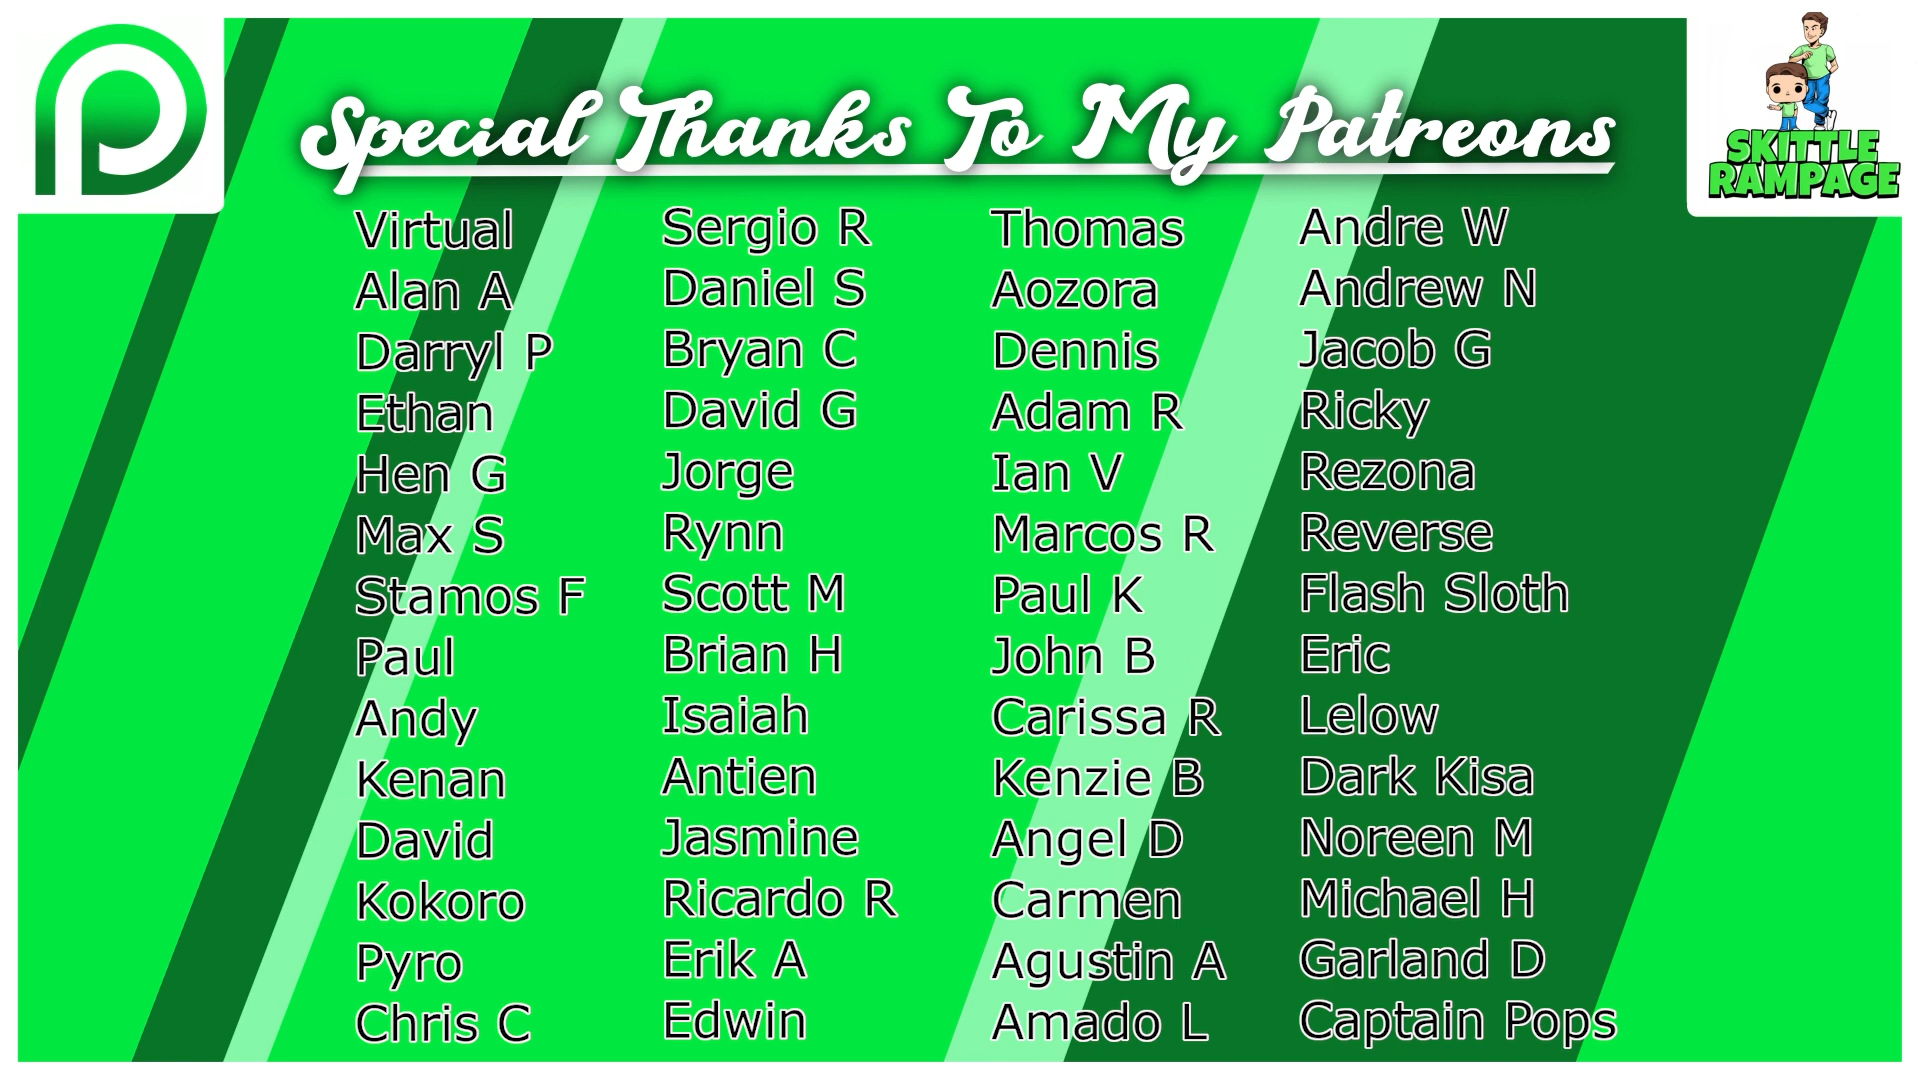 Special Thanks To My Patreons
SKITTLE
RAMPAGE
Virtual
Alan A
Darryl P
Ethan
Hen G
Max S
Stamos F
Paul
Andy
Kenan
David
Kokoro
Pyro
Chris C
Sergio R
Daniel S
Bryan C
David G
Jorge
Rynn
Scott M
Brian H
Isaiah
Antien
Jasmine
Ricardo R
Erik A
Edwin
Thomas
Aozora
Dennis
Adam R
Ian V
Marcos R
Paul K
John B
Carissa R
Kenzie B
Angel D
Carmen
Agustin A
Amado L
Andre W
Andrew N
Jacob G
Ricky
Rezona
Reverse
Flash Sloth
Eric
Lelow
Dark Kisa
Noreen M
Michael H
Garland D
Captain Pops